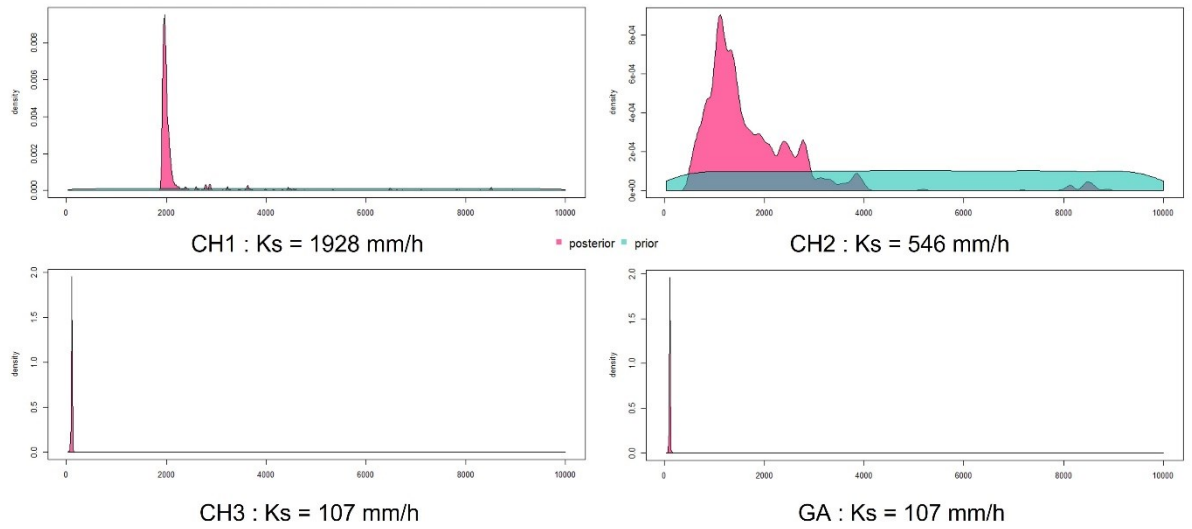 density
0.000 0.002 0.004 0.006 0.008
0 2000 4000 6000 8000 10000
CH1 : Ks = 1928 mm/h
density
0e+00 2e-04 4e-04 6e-04 8e-04
0 2000 4000 6000 8000 10000
CH2 : Ks = 546 mm/h
posterior prior
density
0.0 0.5 1.0 1.5 2.0
0 2000 4000 6000 8000 10000
CH3 : Ks = 107 mm/h
density
0.0 0.5 1.0 1.5 2.0
0 2000 4000 6000 8000 10000
GA : Ks = 107 mm/h